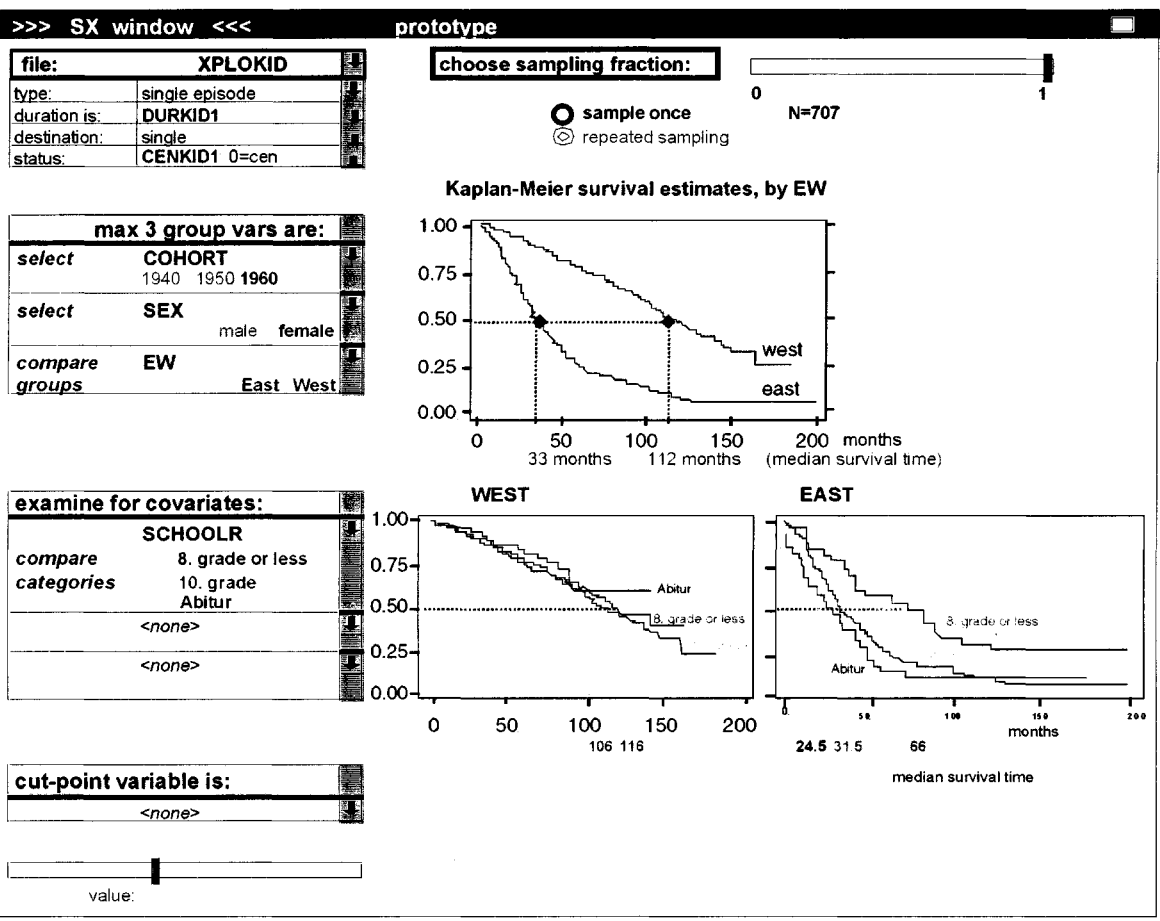 >>> SX window <<< prototype
file: XPLOKID
type: single episode
duration is: DURKID1
destination: single
status: CENKID1 0=cen
choose sampling fraction:
0 1
N=707
sample once
repeated sampling
max 3 group vars are:
select COHORT
1940 1950 1960
select SEX
male female
compare EW
groups East West
Kaplan-Meier survival estimates, by EW
1.00
0.75
0.50
0.25
0.00
west
east
0 50 100 150 200 months
33 months 112 months (median survival time)
examine for covariates:
SCHOOLR
compare 8. grade or less
categories 10. grade
Abitur
<none>
<none>
WEST
1.00
0.75
0.50
0.25
0.00
Abitur
8. grade or less
0 50 100 150 200
106 116
EAST
8. grade or less
Abitur
0 50 100 150 200
months
24.5 31.5 66
median survival time
cut-point variable is:
<none>
value: